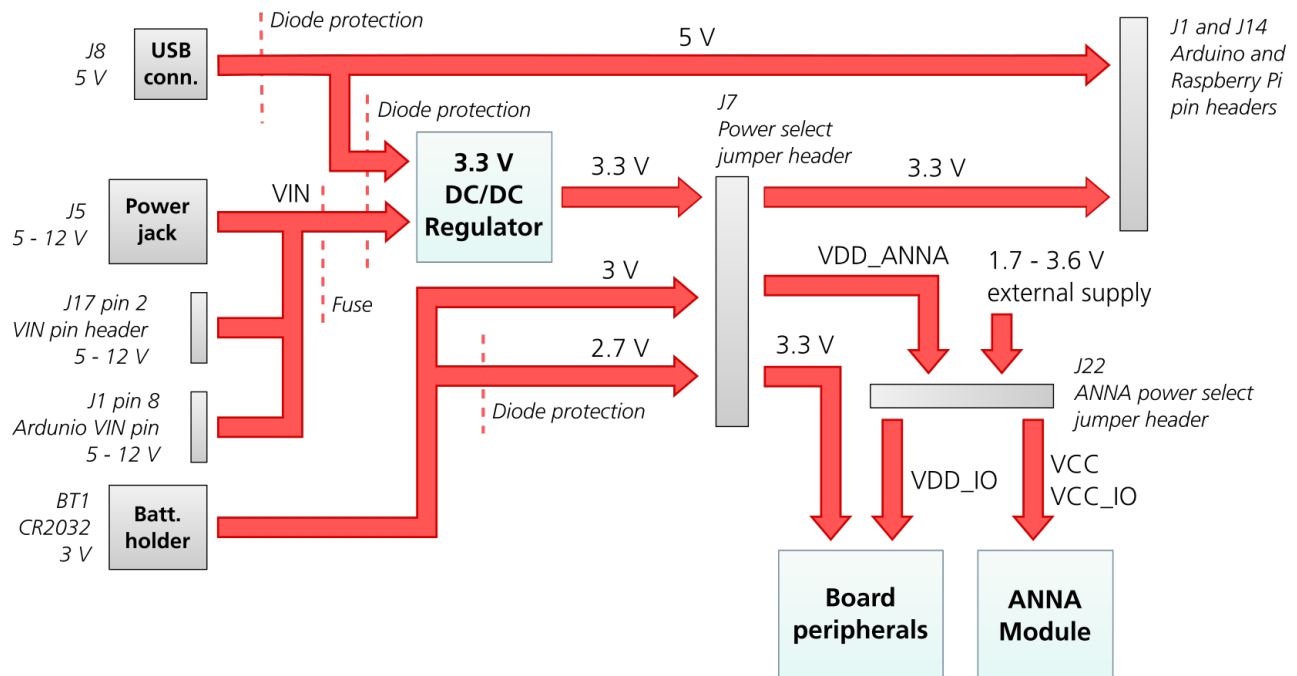 Diode protection
J8
5 V
USB
conn.
5 V
J1 and J14
Arduino and
Raspberry Pi
pin headers
Diode protection
J7
Power select
jumper header
3.3 V
DC/DC
Regulator
3.3 V
3.3 V
J5
5 - 12 V
Power
jack
VIN
VDD_ANNA
1.7 - 3.6 V
external supply
J17 pin 2
VIN pin header
5 - 12 V
Fuse
3 V
2.7 V
3.3 V
J22
ANNA power select
jumper header
J1 pin 8
Ardunio VIN pin
5 - 12 V
Diode protection
VDD_IO
VCC
VCC_IO
BT1
CR2032
3 V
Batt.
holder
Board
peripherals
ANNA
Module